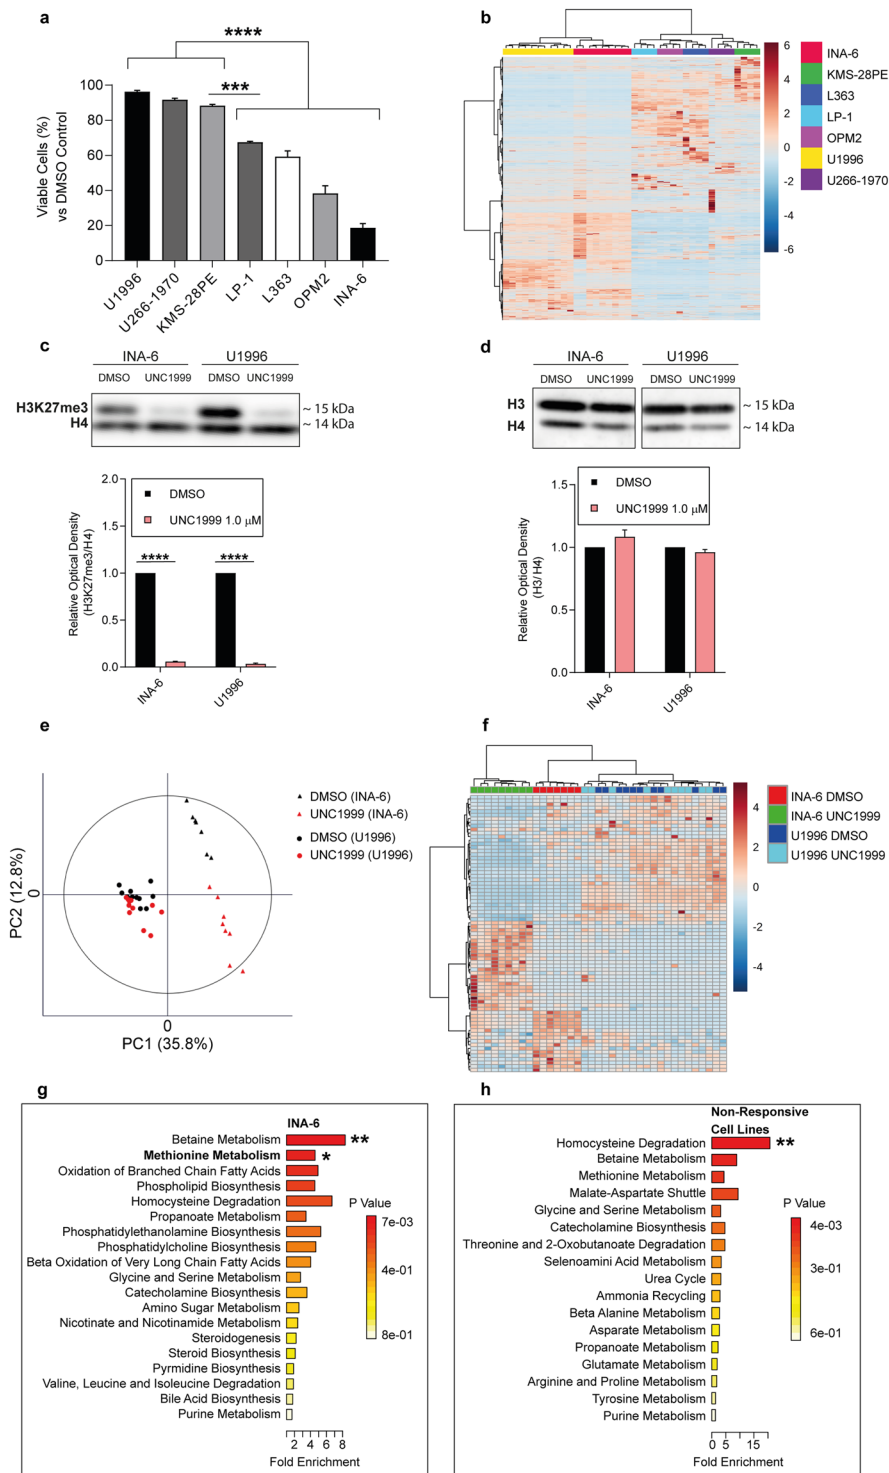 a
****
***
100
80
60
40
20
0
Viable Cells (%)
vs DMSO Control
U1996
U266-1970
KMS-28PE
LP-1
L363
OPM2
INA-6
b
6
4
2
0
-2
-4
-6
INA-6
KMS-28PE
L363
LP-1
OPM2
U1996
U266-1970
c
INA-6 U1996
DMSO UNC1999 DMSO UNC1999
H3K27me3 ~ 15 kDa
H4 ~ 14 kDa
2.0
1.5
1.0
0.5
0.0
Relative Optical Density
(H3K27me3/H4)
DMSO
UNC1999 1.0 μM
**** ****
INA-6
U1996
d
INA-6 U1996
DMSO UNC1999 DMSO UNC1999
H3 ~ 15 kDa
H4 ~ 14 kDa
1.5
1.0
0.5
0.0
Relative Optical Density
(H3/H4)
DMSO
UNC1999 1.0 μM
INA-6
U1996
e
DMSO (INA-6)
UNC1999 (INA-6)
DMSO (U1996)
UNC1999 (U1996)
0
PC2 (12.8%)
0
PC1 (35.8%)
f
4
2
0
-2
-4
INA-6 DMSO
INA-6 UNC1999
U1996 DMSO
U1996 UNC1999
g
INA-6
Betaine Metabolism **
Methionine Metabolism *
Oxidation of Branched Chain Fatty Acids
Phospholipid Biosynthesis
Homocysteine Degradation
Propanoate Metabolism
Phosphatidylethanolamine Biosynthesis
Phosphatidylcholine Biosynthesis
Beta Oxidation of Very Long Chain Fatty Acids
Glycine and Serine Metabolism
Catecholamine Biosynthesis
Amino Sugar Metabolism
Nicotinate and Nicotinamide Metabolism
Steroidogenesis
Steroid Biosynthesis
Pyrmidine Biosynthesis
Valine, Leucine and Isoleucine Degradation
Bile Acid Biosynthesis
Purine Metabolism
P Value
7e-03
4e-01
8e-01
2 4 6 8
Fold Enrichment
h
Non-Responsive
Cell Lines
Homocysteine Degradation **
Betaine Metabolism
Methionine Metabolism
Malate-Aspartate Shuttle
Glycine and Serine Metabolism
Catecholamine Biosynthesis
Threonine and 2-Oxobutanoate Degradation
Selenoamini Acid Metabolism
Urea Cycle
Ammonia Recycling
Beta Alanine Metabolism
Asparate Metabolism
Propanoate Metabolism
Glutamate Metabolism
Arginine and Proline Metabolism
Tyrosine Metabolism
Purine Metabolism
P Value
4e-03
3e-01
6e-01
0 5 15
Fold Enrichment